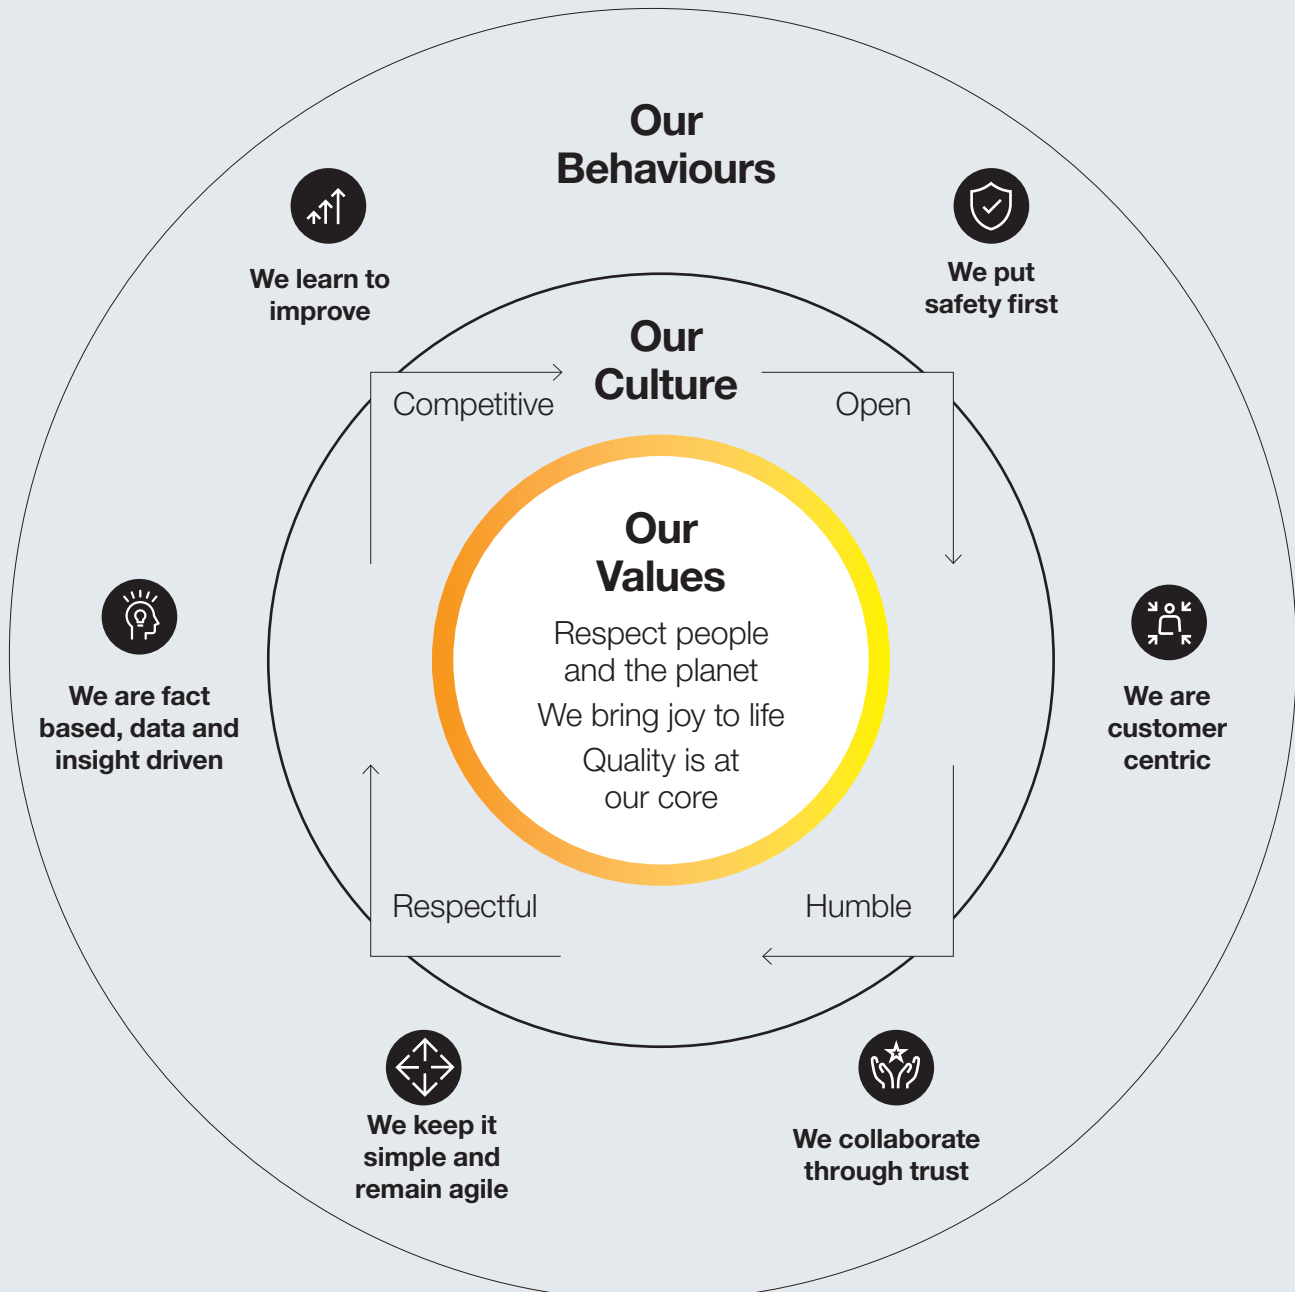 Our
Behaviours
We learn to
improve
We put
safety first
Our
Culture
Competitive
Open
Our
Values
Respect people
and the planet
We bring joy to life
Quality is at
our core
We are fact
based, data and
insight driven
We are
customer
centric
Respectful
Humble
We keep it
simple and
remain agile
We collaborate
through trust